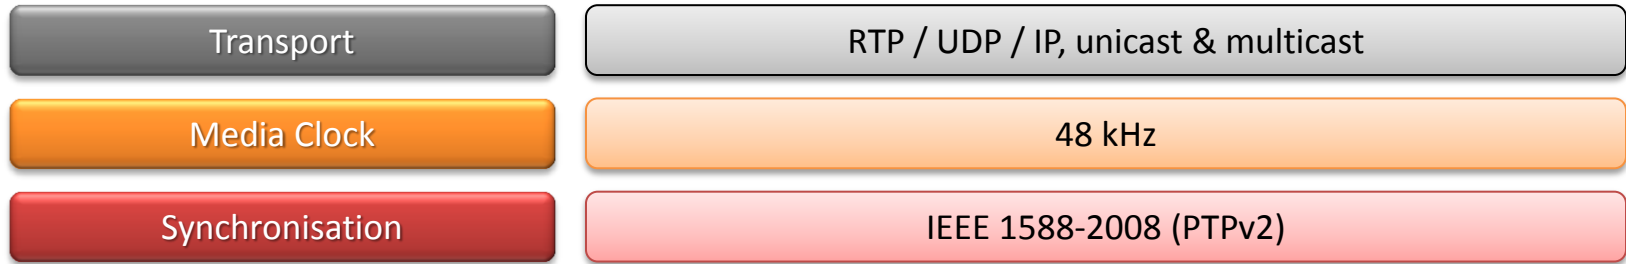 Transport
RTP / UDP / IP, unicast & multicast
Media Clock
48 kHz
Synchronisation
IEEE 1588-2008 (PTPv2)